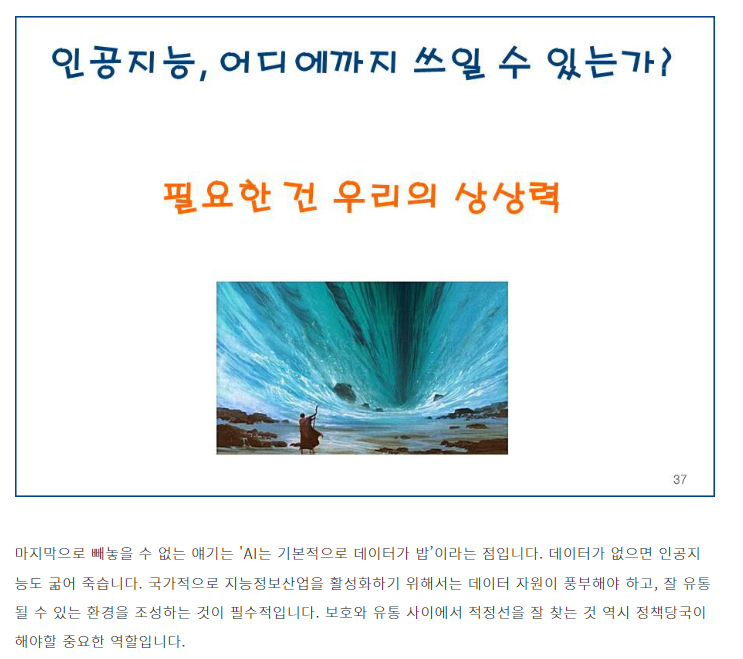 인공지능, 어디에까지 쓰일 수 있는가?
필요한 건 우리의 상상력
37
마지막으로 빼놓을 수 없는 얘기는 'AI는 기본적으로 데이터가 밥’이라는 점입니다. 데이터가 없으면 인공지
능도 굶어 죽습니다. 국가적으로 지능정보산업을 활성화하기 위해서는 데이터 자원이 풍부해야 하고, 잘 유통
될 수 있는 환경을 조성하는 것이 필수적입니다. 보호와 유통 사이에서 적정선을 잘 찾는 것 역시 정책당국이
해야할 중요한 역할입니다.